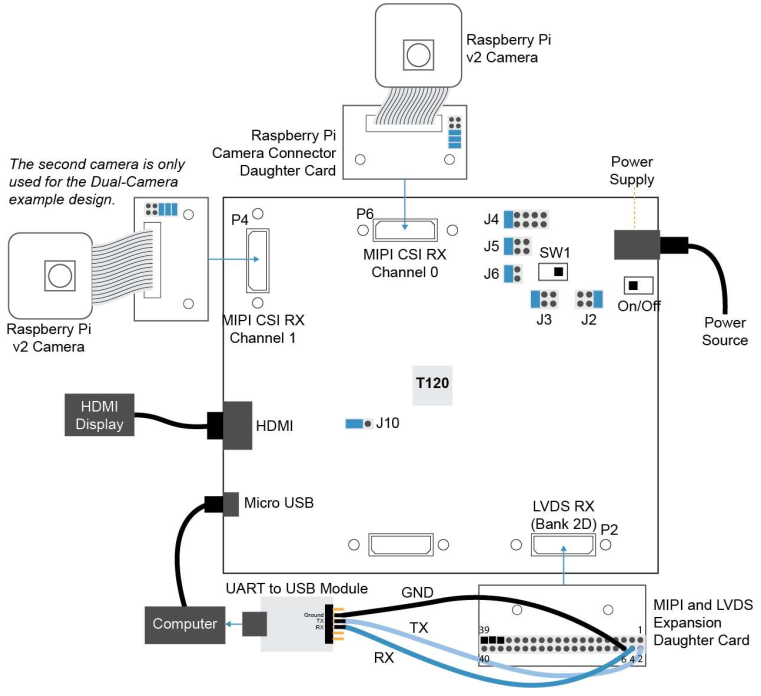 Raspberry Pi
v2 Camera
Raspberry Pi
Camera Connector
Daughter Card
The second camera is only
used for the Dual-Camera
example design.
Power
Supply
P4
P6
MIPI CSI RX
Channel 0
J4
J5
SW1
J6
On/Off
J3
J2
Raspberry Pi
v2 Camera
MIPI CSI RX
Channel 1
Power
Source
T120
HDMI
Display
HDMI
J10
Micro USB
LVDS RX
(Bank 2D)
P2
UART to USB Module
GND
Computer
Ground
TX
RX
TX
RX
39
1
40
6 4 2
MIPI and LVDS
Expansion
Daughter Card